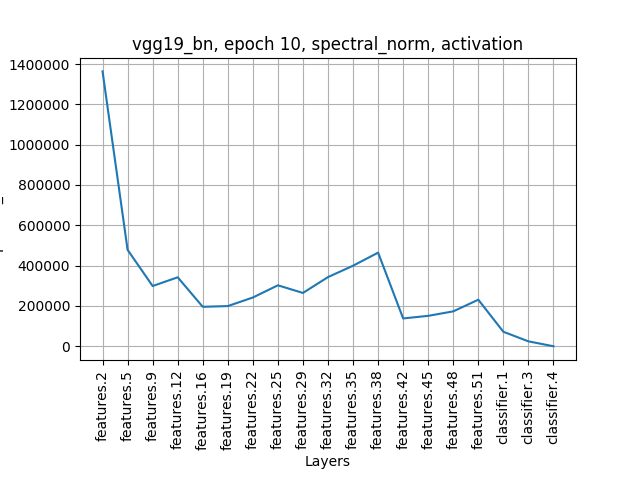 vgg19_bn, epoch 10, spectral_norm, activation
1400000
1200000
1000000
800000
600000
400000
200000
0
features.2
features.5
features.9
features.12
features.16
features.19
features.22
features.25
features.29
features.32
features.35
features.38
features.42
features.45
features.48
features.51
classifier.1
classifier.3
classifier.4
Layers